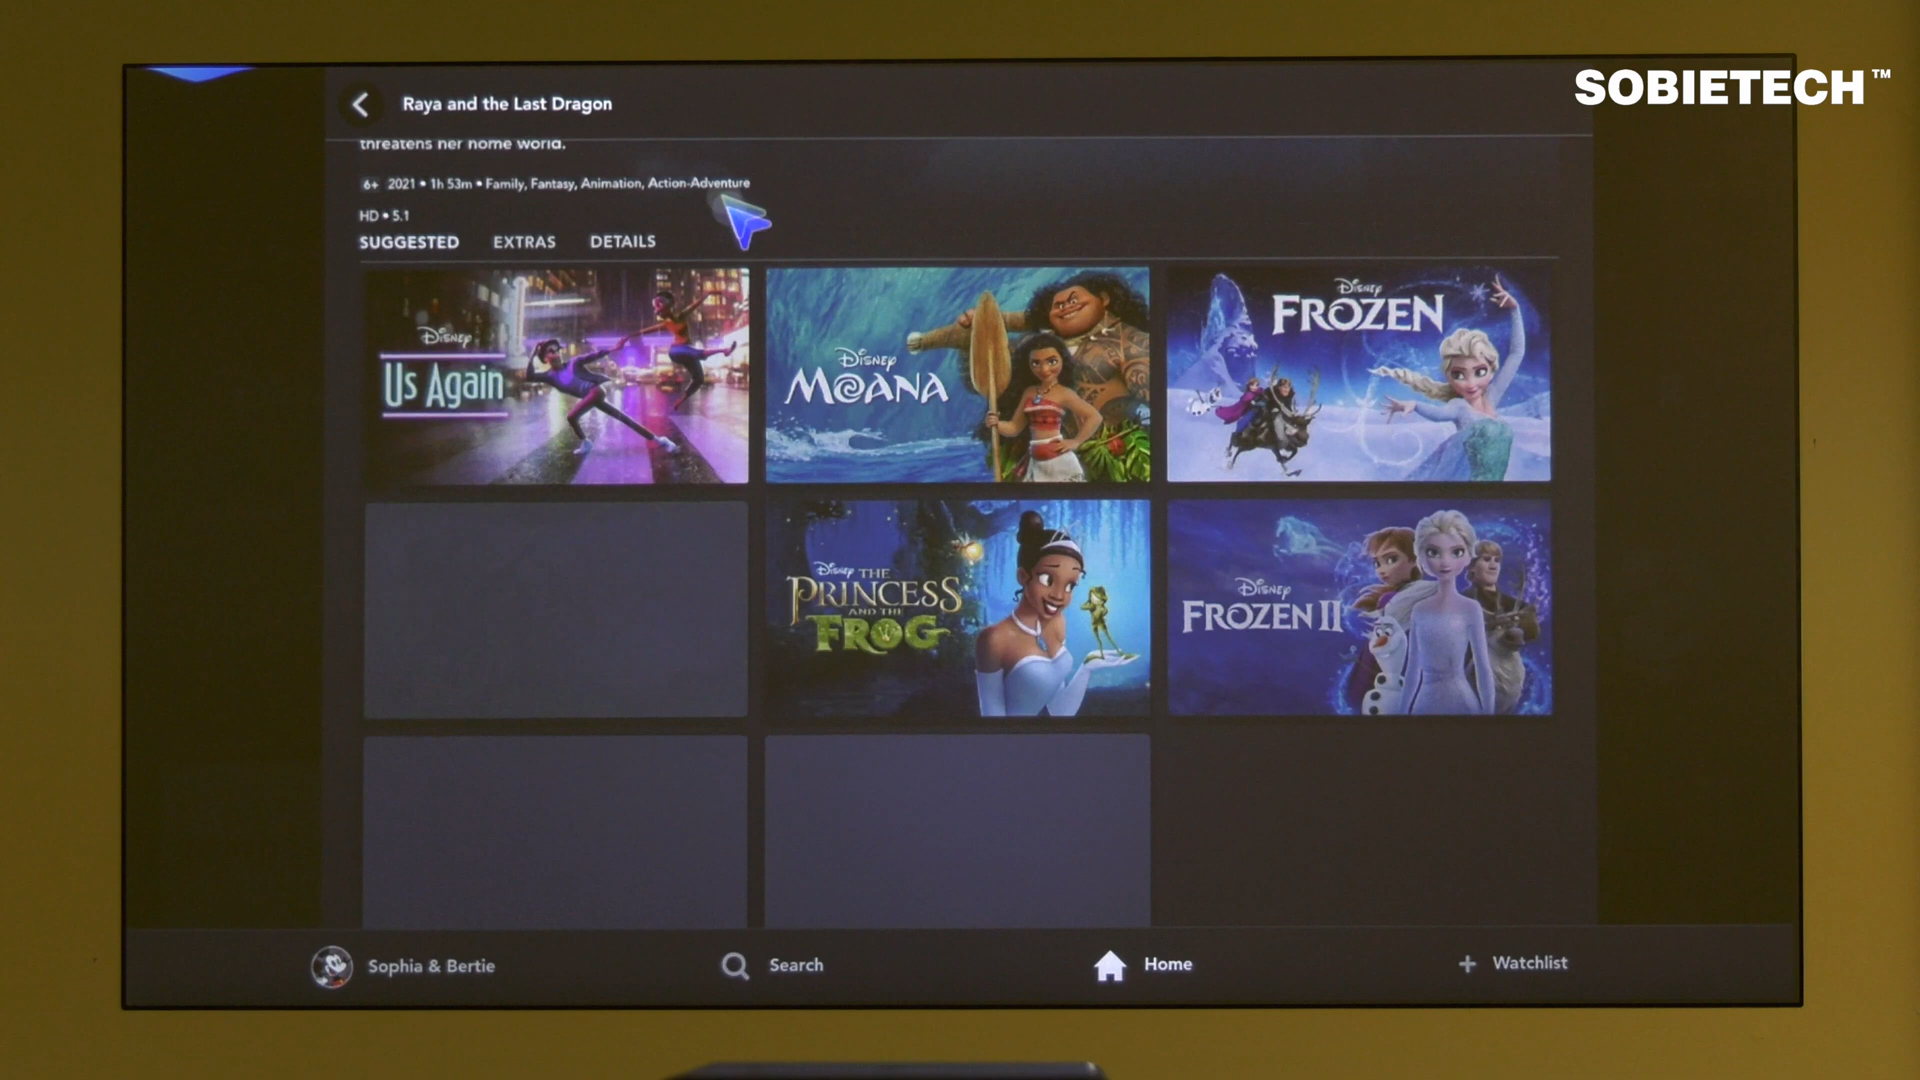 SOBIETECH™
Raya and the Last Dragon
threatens her home world.
6+ 2021 • 1h 53m • Family, Fantasy, Animation, Action-Adventure
HD • 5.1
SUGGESTED EXTRAS DETAILS
Disney
Us Again
Disney
MOANA
Disney
FROZEN
Disney THE
PRINCESS
AND THE
FROG
Disney
FROZEN II
Sophia & Bertie
Search
Home
+ Watchlist